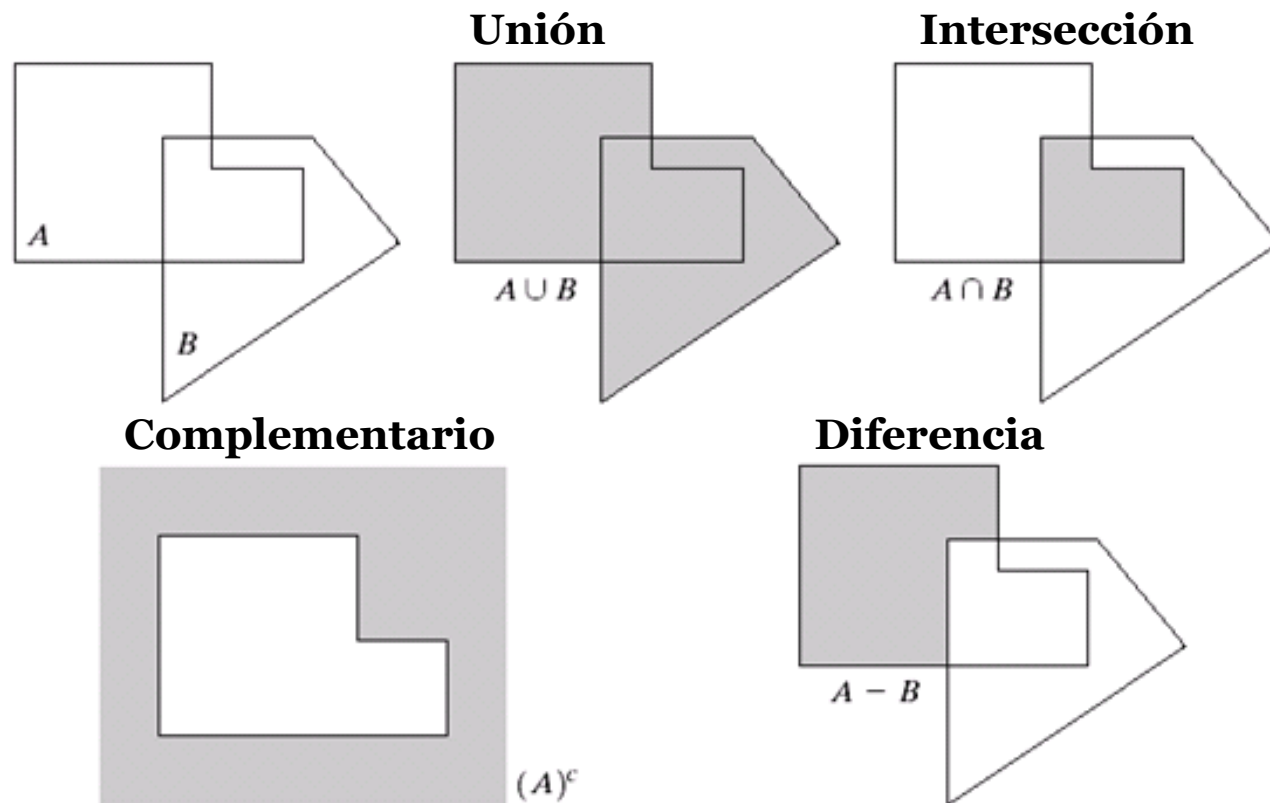 Unión
Intersección
A
B
A ∪ B
A ∩ B
Complementario
Diferencia
(A)ᶜ
A − B